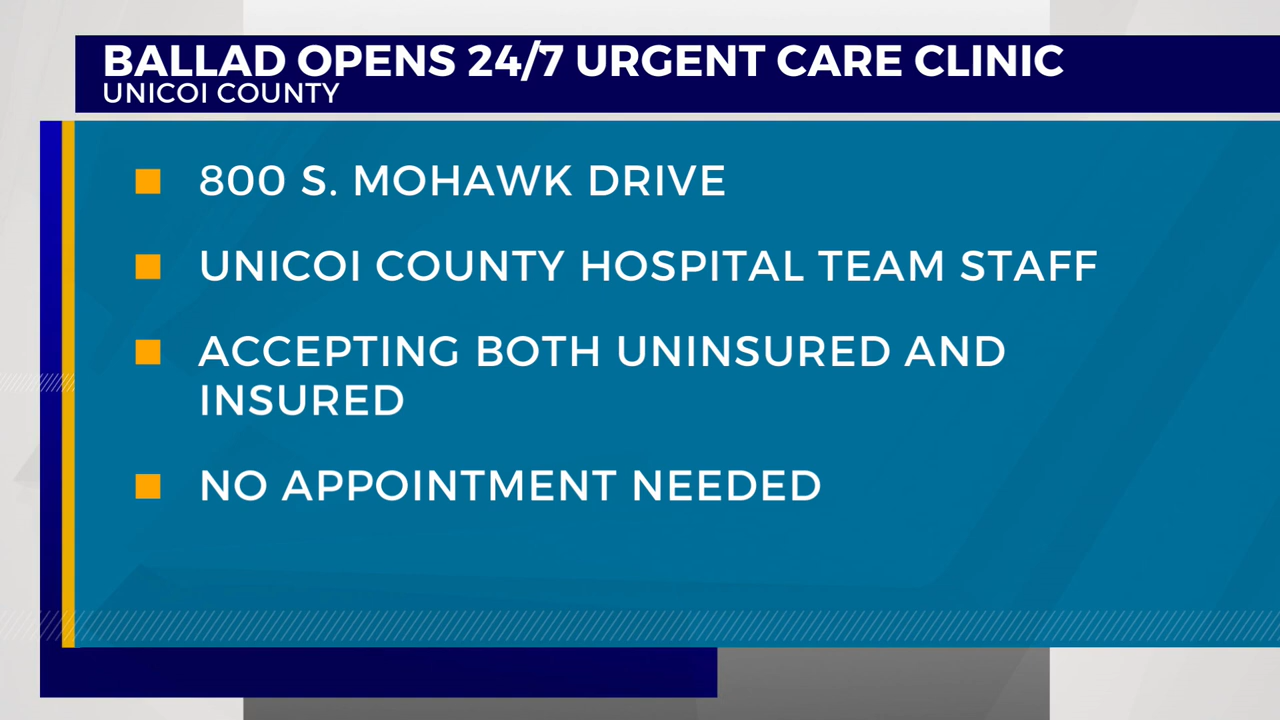 BALLAD OPENS 24/7 URGENT CARE CLINIC
UNICOI COUNTY
800 S. MOHAWK DRIVE
UNICOI COUNTY HOSPITAL TEAM STAFF
ACCEPTING BOTH UNINSURED AND
INSURED
NO APPOINTMENT NEEDED